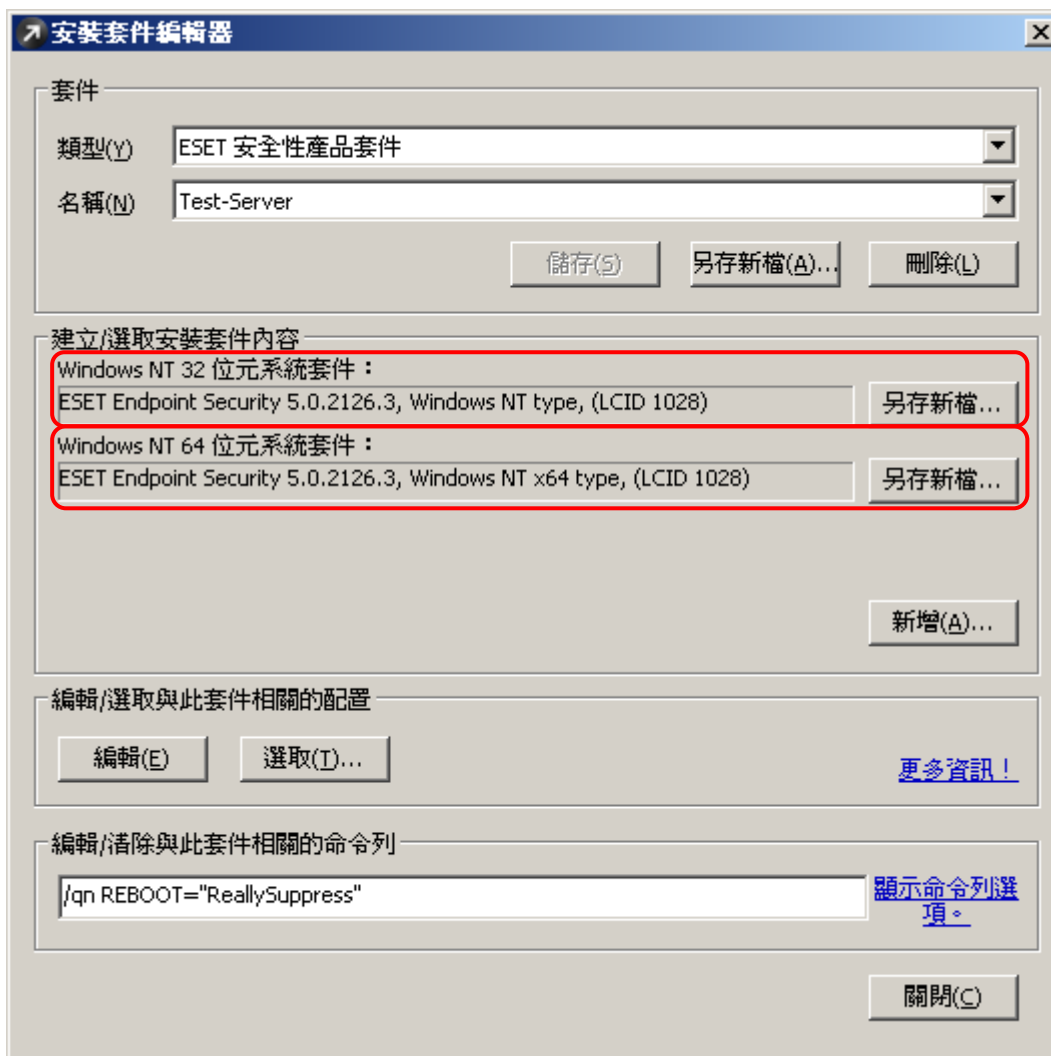 安裝套件編輯器
套件
類型(Y)
ESET 安全性產品套件
名稱(N)
Test-Server
儲存(S)
另存新檔(A)...
刪除(L)
建立/選取安裝套件內容
Windows NT 32 位元系統套件：
ESET Endpoint Security 5.0.2126.3, Windows NT type, (LCID 1028)
另存新檔...
Windows NT 64 位元系統套件：
ESET Endpoint Security 5.0.2126.3, Windows NT x64 type, (LCID 1028)
另存新檔...
新增(A)...
編輯/選取與此套件相關的配置
編輯(E)
選取(T)...
更多資訊！
編輯/清除與此套件相關的命令列
/qn REBOOT="ReallySuppress"
顯示命令列選
項。
關閉(C)